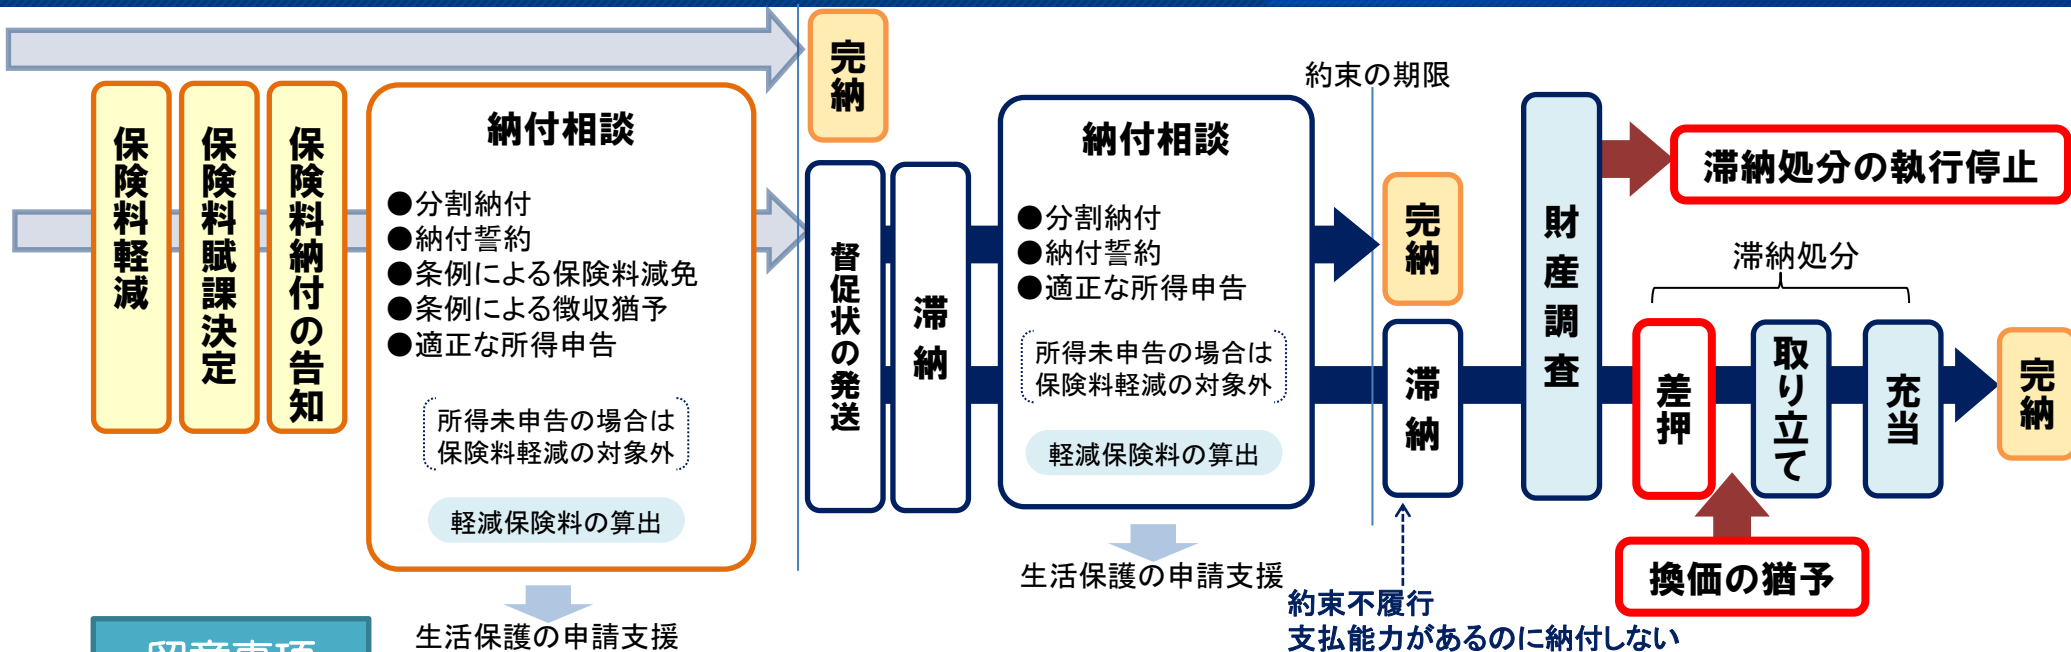 完納
保険料軽減
保険料賦課決定
保険料納付の告知
納付相談
●分割納付
●納付誓約
●条例による保険料減免
●条例による徴収猶予
●適正な所得申告
所得未申告の場合は
保険料軽減の対象外
軽減保険料の算出
生活保護の申請支援
督促状の発送
滞納
納付相談
●分割納付
●納付誓約
●適正な所得申告
所得未申告の場合は
保険料軽減の対象外
軽減保険料の算出
生活保護の申請支援
約束の期限
完納
滞納
約束不履行
支払能力があるのに納付しない
財産調査
滞納処分の執行停止
滞納処分
差押
取り立て
充当
完納
換価の猶予
留意事項